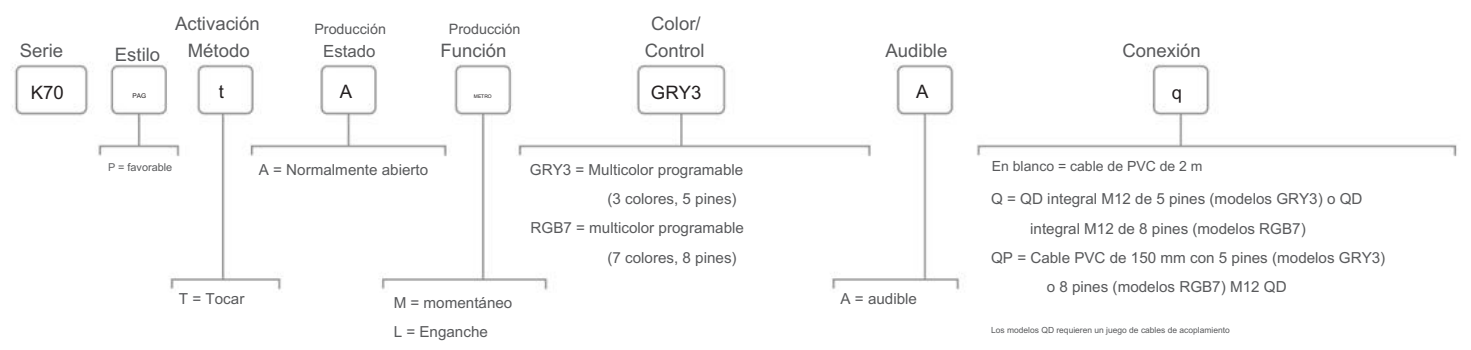 Serie
Estilo
Activación
Método
Producción
Estado
Producción
Función
Color/
Control
Audible
Conexión
K70
PAG
t
A
METRO
GRY3
A
q
P = favorable
T = Tocar
A = Normalmente abierto
M = momentáneo
L = Enganche
GRY3 = Multicolor programable
(3 colores, 5 pines)
RGB7 = multicolor programable
(7 colores, 8 pines)
A = audible
En blanco = cable de PVC de 2 m
Q = QD integral M12 de 5 pines (modelos GRY3) o QD
integral M12 de 8 pines (modelos RGB7)
QP = Cable PVC de 150 mm con 5 pines (modelos GRY3)
o 8 pines (modelos RGB7) M12 QD
Los modelos QD requieren un juego de cables de acoplamiento